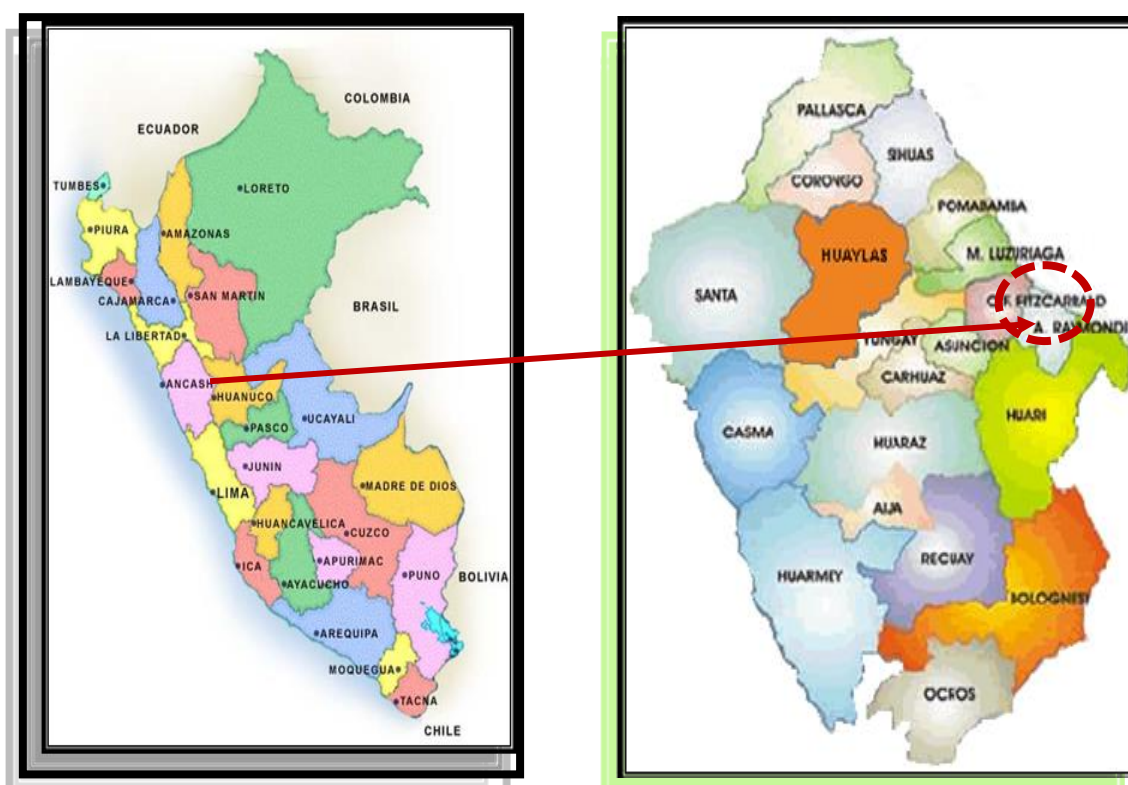 COLOMBIA
ECUADOR
TUMBES
LORETO
PIURA
AMAZONAS
LAMBAYEQUE
SAN MARTIN
CAJAMARCA
BRASIL
LA LIBERTAD
ANCASH
HUANUCO
UCAYALI
PASCO
JUNIN
MADRE DE DIOS
LIMA
HUANCAVELICA
CUZCO
ICA
APURIMAC
PUNO
BOLIVIA
AYACUCHO
AREQUIPA
MOQUEGUA
TACNA
CHILE
PALLASCA
SIHUAS
CORONGO
POMABAMBA
M. LUZURIAGA
HUAYLAS
SANTA
C.F. FITZCARRALD
A. RAYMONDI
YUNGAY
ASUNCION
CARHUAZ
HUARI
CASMA
HUARAZ
AIJA
RECUAY
HUARMEY
BOLOGNESI
OCROS